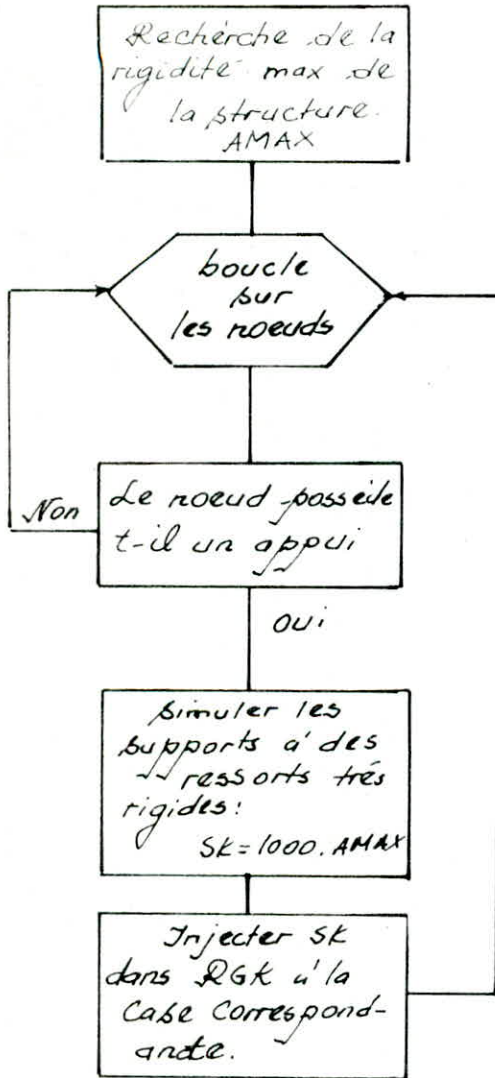 Recherche de la
rigidité max de
la structure.
AMAX
boucle
sur
les noeuds
Non
Le noeud possède
t-il un appui
oui
simuler les
supports à des
ressorts trés
rigides:
SK=1000. AMAX
Injecter SK
dans RGK à la
Case Correspond-
ante.